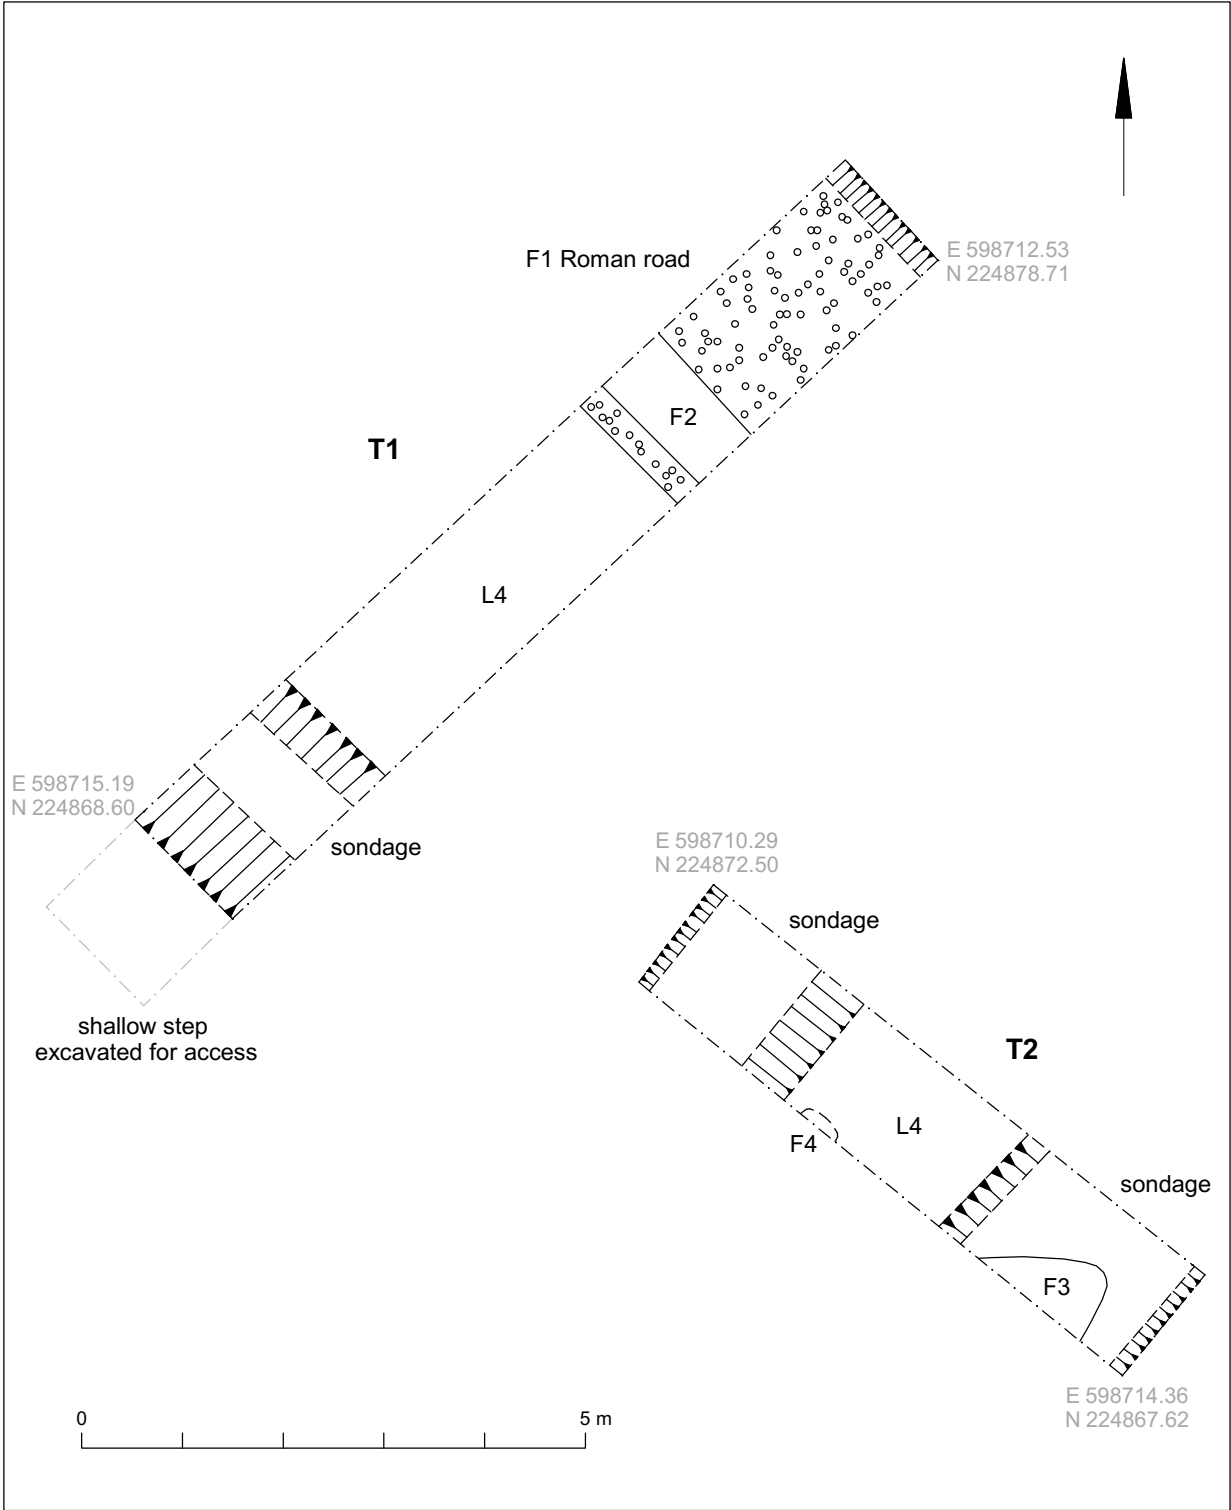 E 598712.53
N 224878.71
F1 Roman road
F2
T1
L4
E 598715.19
N 224868.60
sondage
shallow step
excavated for access
E 598710.29
N 224872.50
sondage
T2
L4
F4
sondage
F3
E 598714.36
N 224867.62
0
5 m